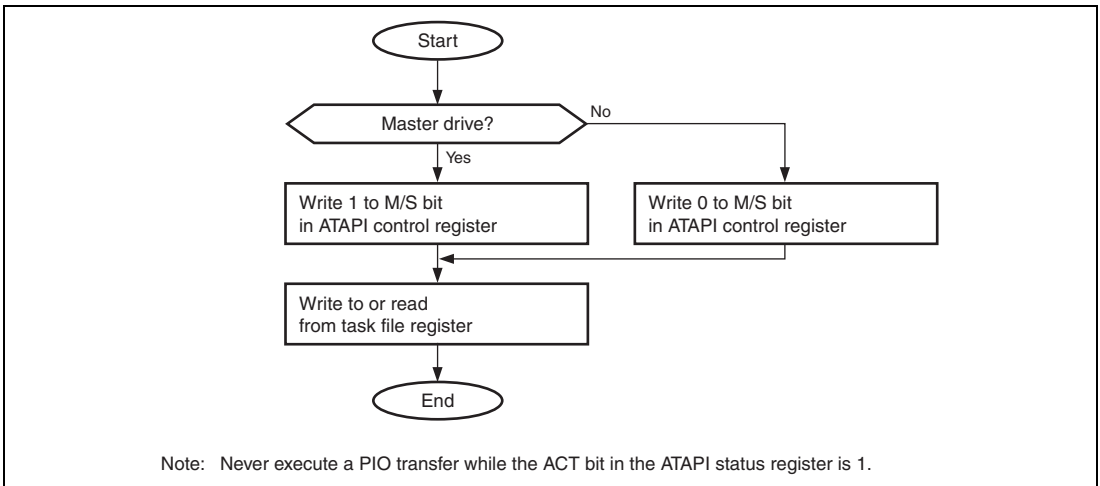 Start
Master drive?
No
Yes
Write 1 to M/S bit
in ATAPI control register
Write 0 to M/S bit
in ATAPI control register
Write to or read
from task file register
End
Note: Never execute a PIO transfer while the ACT bit in the ATAPI status register is 1.